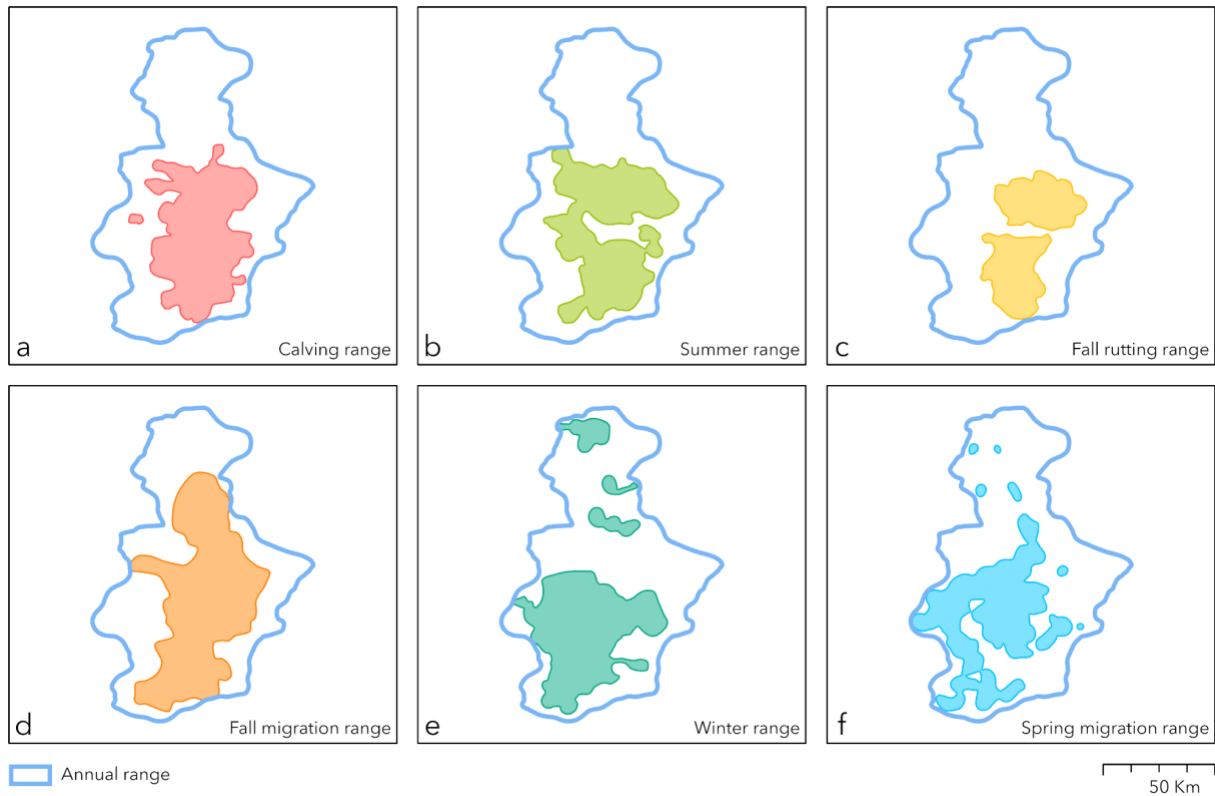 a
Calving range
b
Summer range
c
Fall rutting range
d
Fall migration range
e
Winter range
f
Spring migration range
Annual range
50 Km